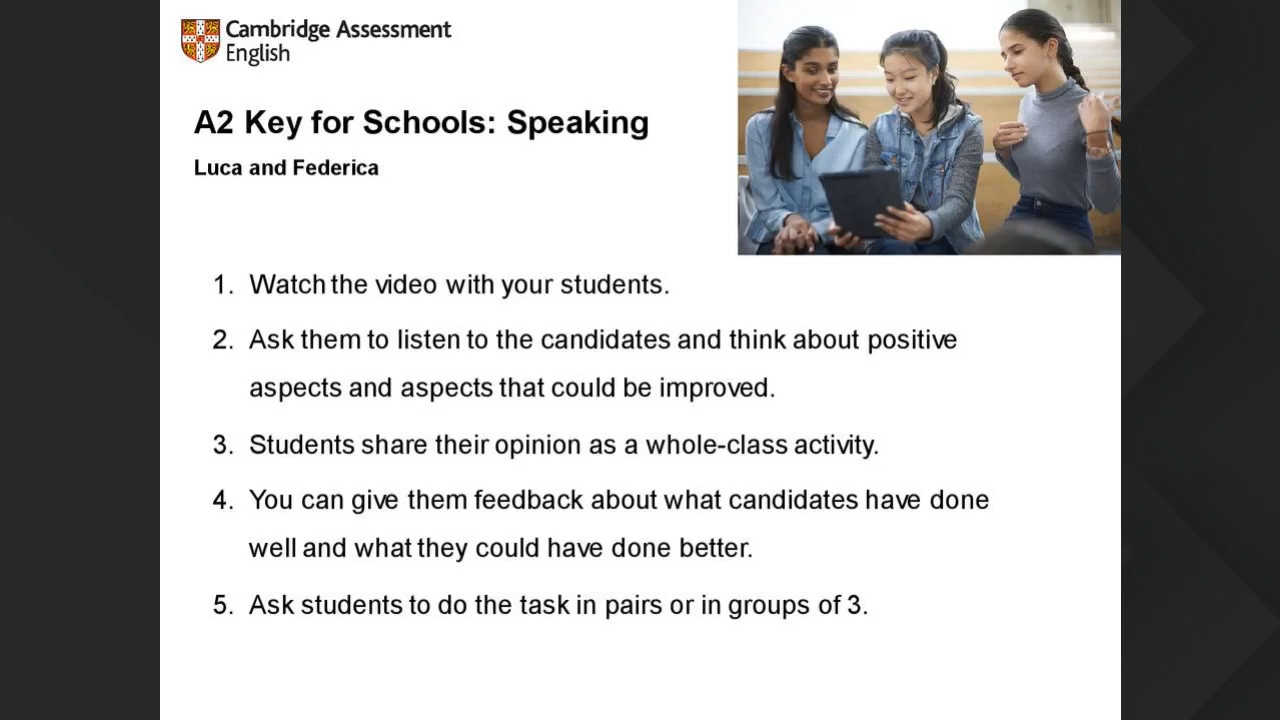 Cambridge Assessment
English
A2 Key for Schools: Speaking
Luca and Federica
1. Watch the video with your students.
2. Ask them to listen to the candidates and think about positive
aspects and aspects that could be improved.
3. Students share their opinion as a whole-class activity.
4. You can give them feedback about what candidates have done
well and what they could have done better.
5. Ask students to do the task in pairs or in groups of 3.